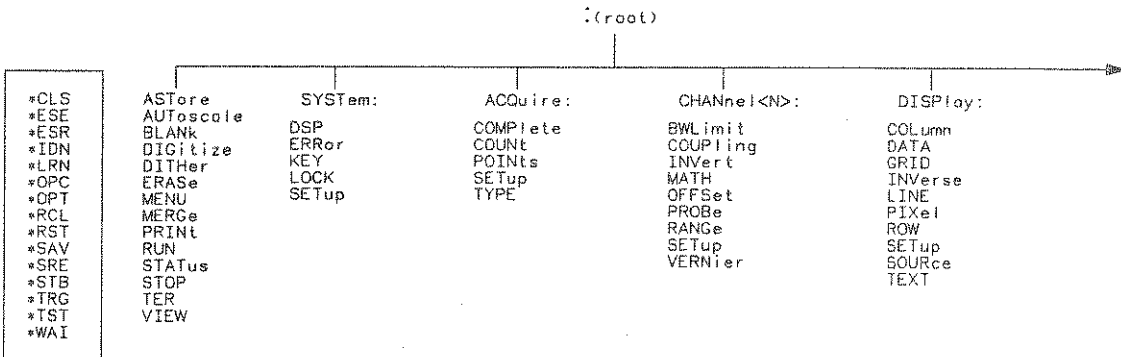 :(root)
*CLS
*ESE
*ESR
*IDN
*LRN
*OPC
*OPT
*RCL
*RST
*SAV
*SRE
*STB
*TRG
*TST
*WAI
ASTore
AUToscale
BLANk
DIGitize
DITHer
ERASe
MENU
MERGe
PRINt
RUN
STATus
STOP
TER
VIEW
SYSTem:
DSP
ERRor
KEY
LOCK
SETup
ACQuire:
COMPlete
COUNt
POINts
SETup
TYPE
CHANnel<N>:
BWLimit
COUPling
INVert
MATH
OFFSet
PROBe
RANGe
SETup
VERNier
DISPlay:
COLumn
DATA
GRID
INVerse
LINE
PIXel
ROW
SETup
SOURce
TEXT